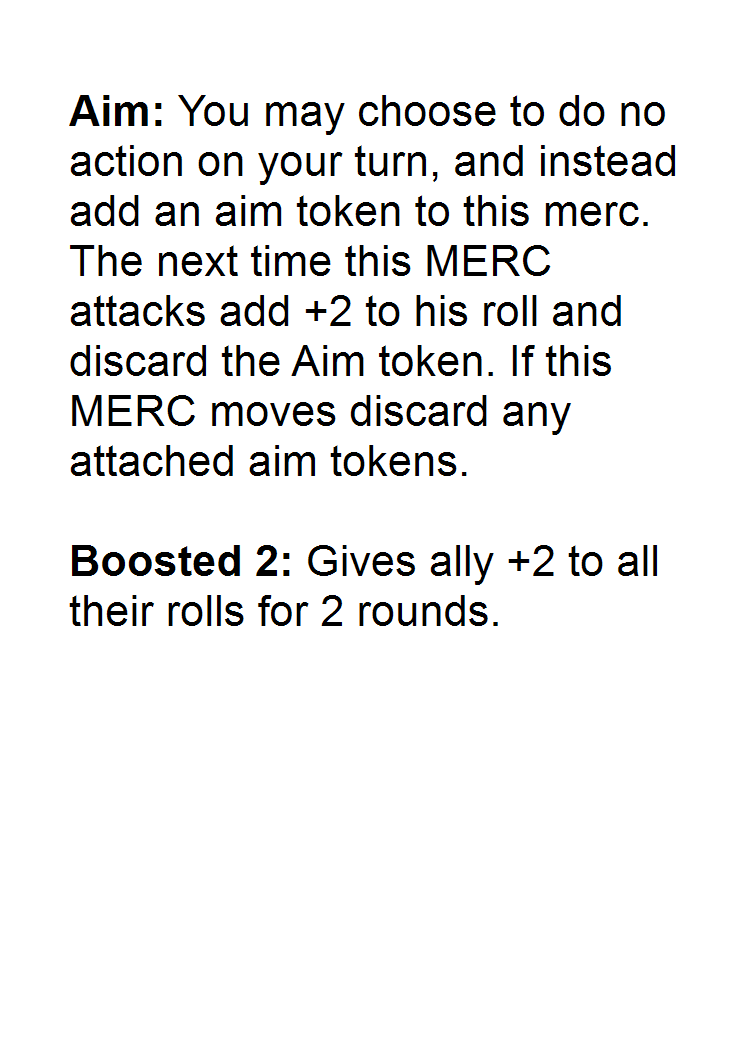 Aim: You may choose to do no
action on your turn, and instead
add an aim token to this merc.
The next time this MERC
attacks add +2 to his roll and
discard the Aim token. If this
MERC moves discard any
attached aim tokens.
Boosted 2: Gives ally +2 to all
their rolls for 2 rounds.